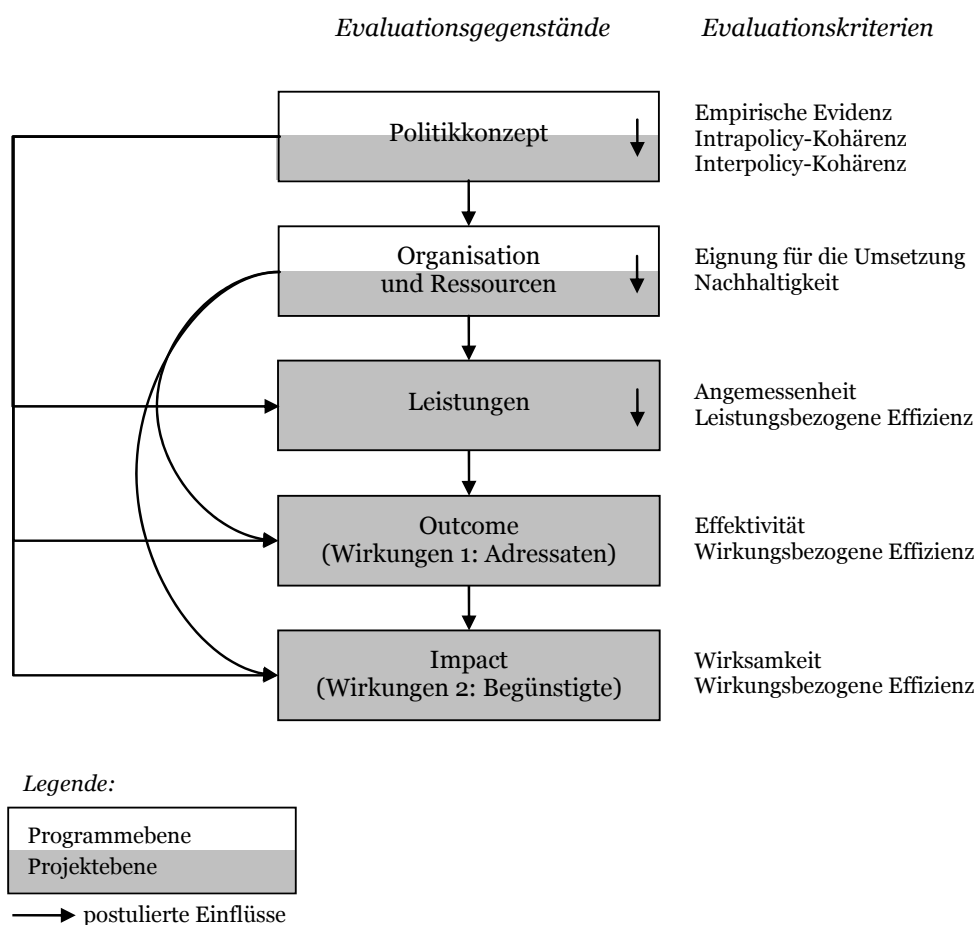 Evaluationsgegenstände
Evaluationskriterien
Politikkonzept
Empirische Evidenz
Intrapolicy-Kohärenz
Interpolicy-Kohärenz
Organisation
und Ressourcen
Eignung für die Umsetzung
Nachhaltigkeit
Leistungen
Angemessenheit
Leistungsbezogene Effizienz
Outcome
(Wirkungen 1: Adressaten)
Effektivität
Wirkungsbezogene Effizienz
Impact
(Wirkungen 2: Begünstigte)
Wirksamkeit
Wirkungsbezogene Effizienz
Legende:
Programmebene
Projektebene
postulierte Einflüsse